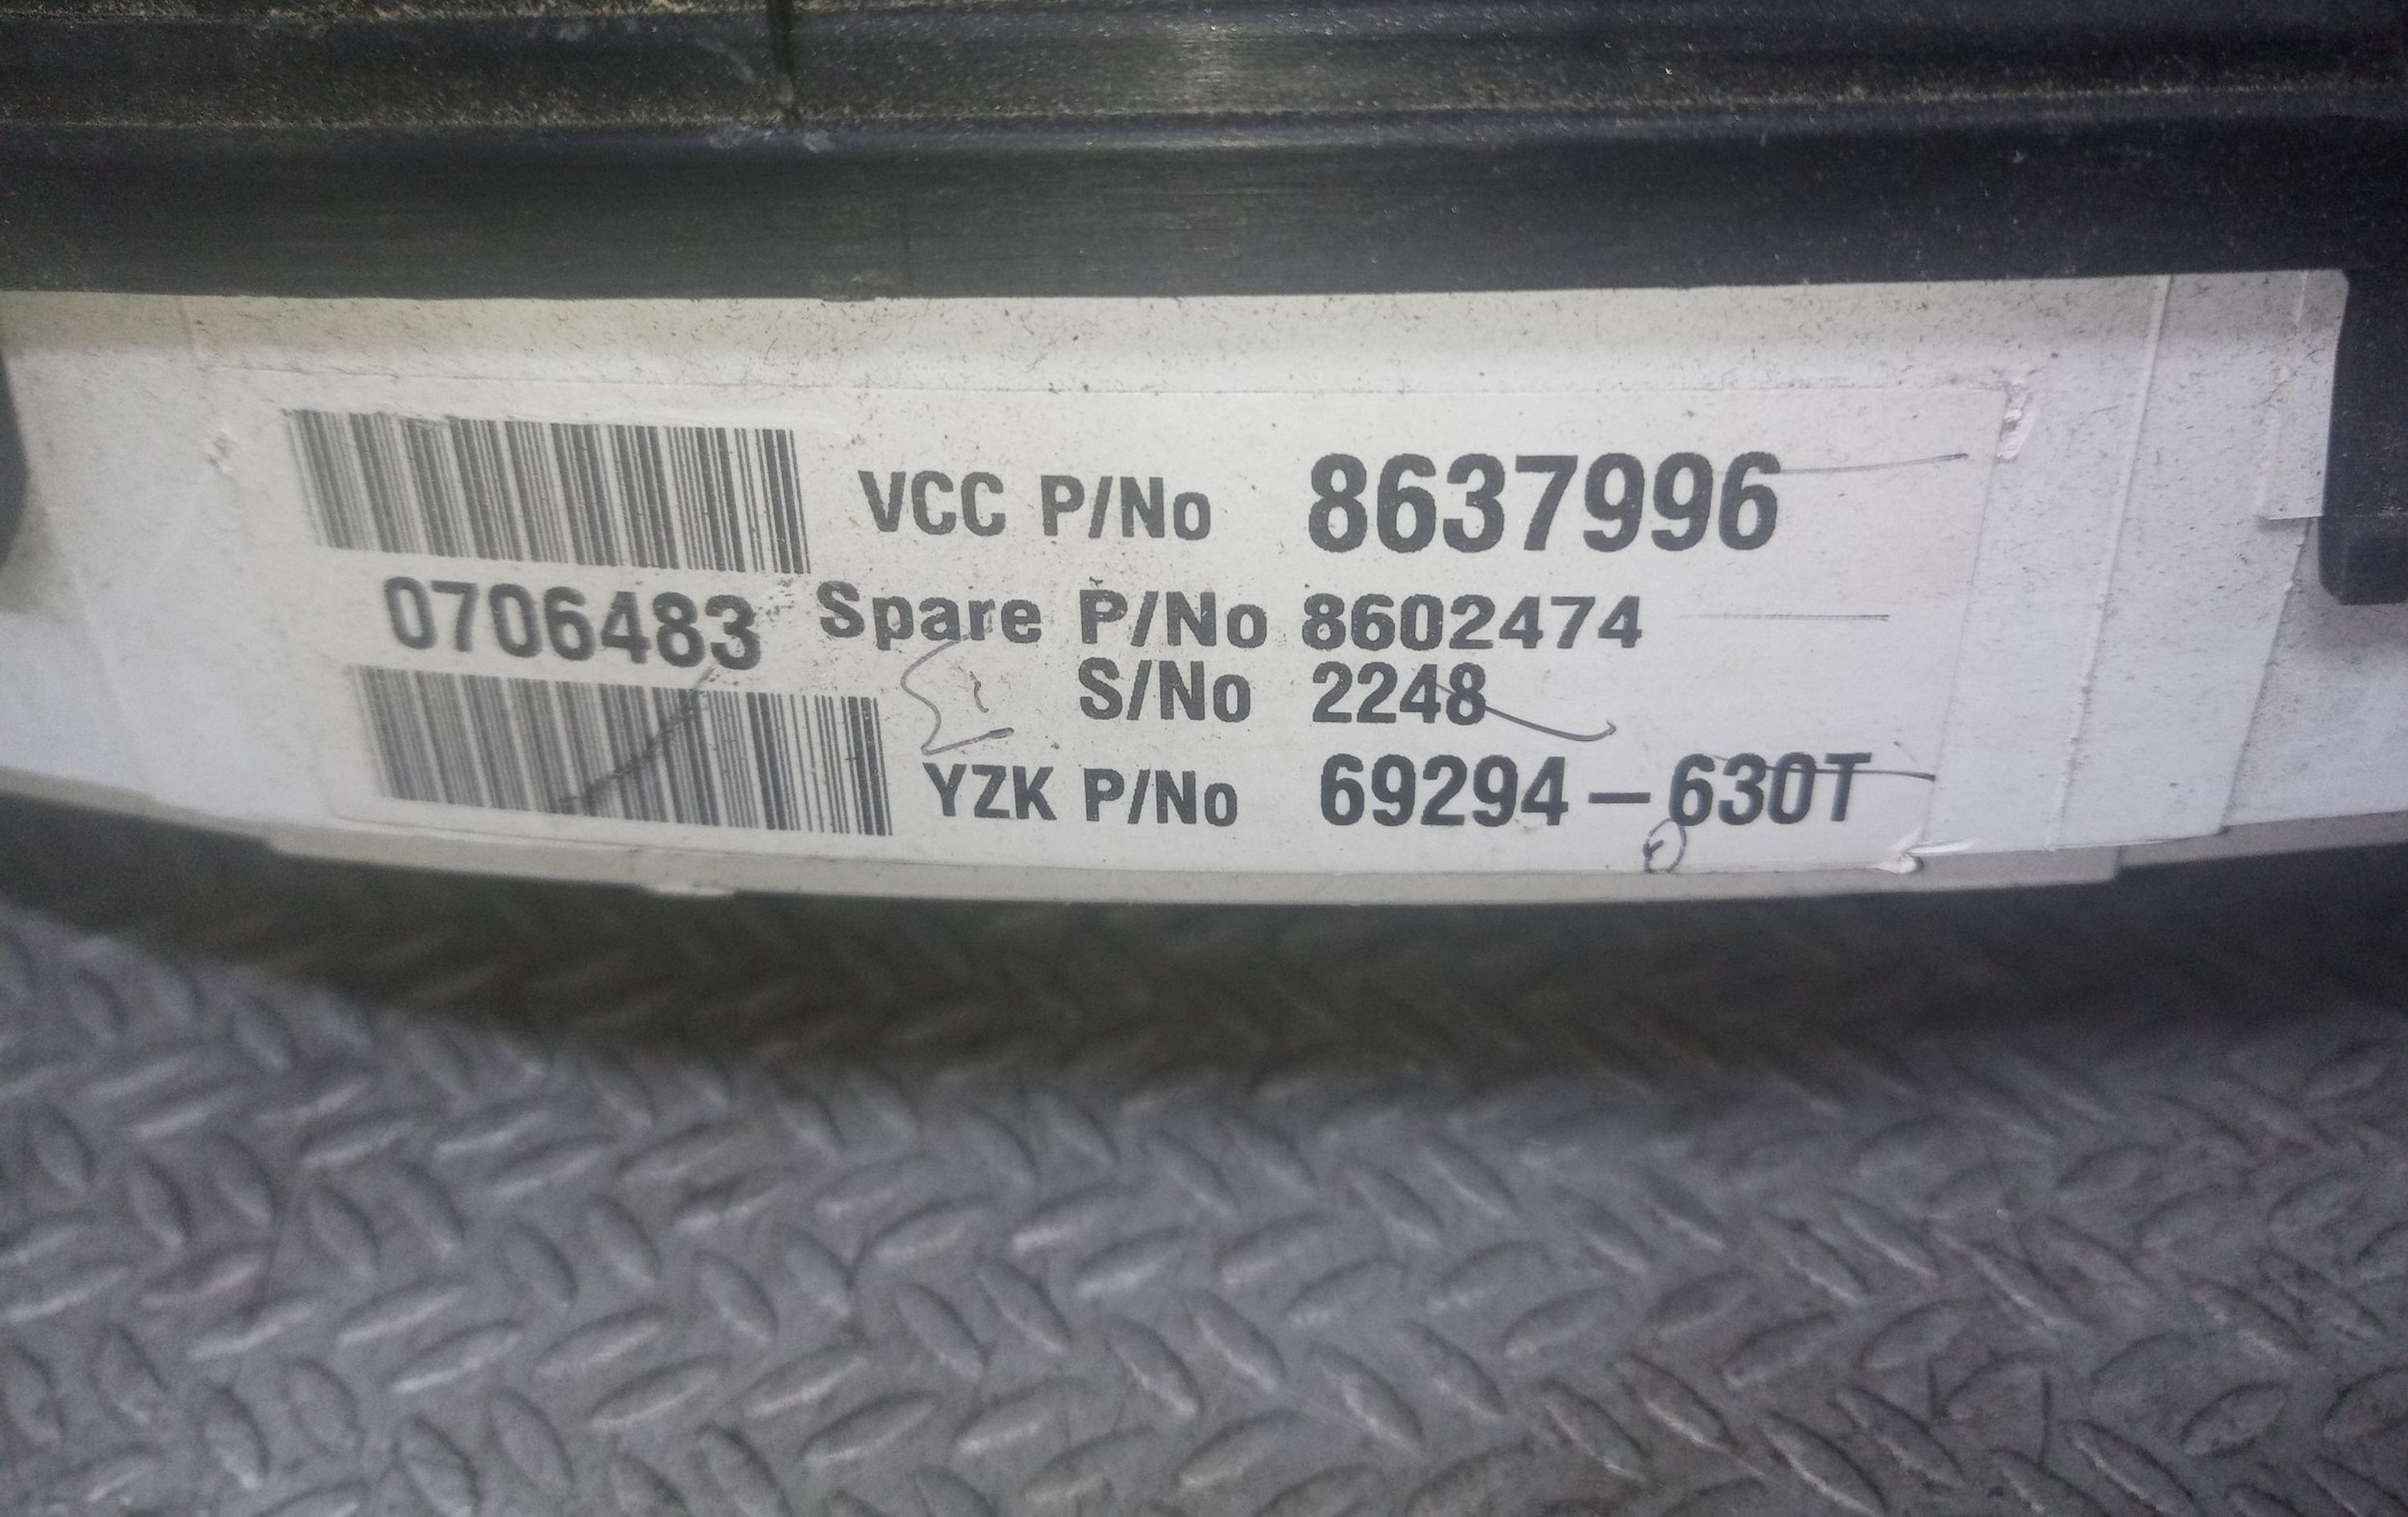 VCC P/No 8637996
0706483 Spare P/No 8602474
S/No 2248
YZK P/No 69294-630T